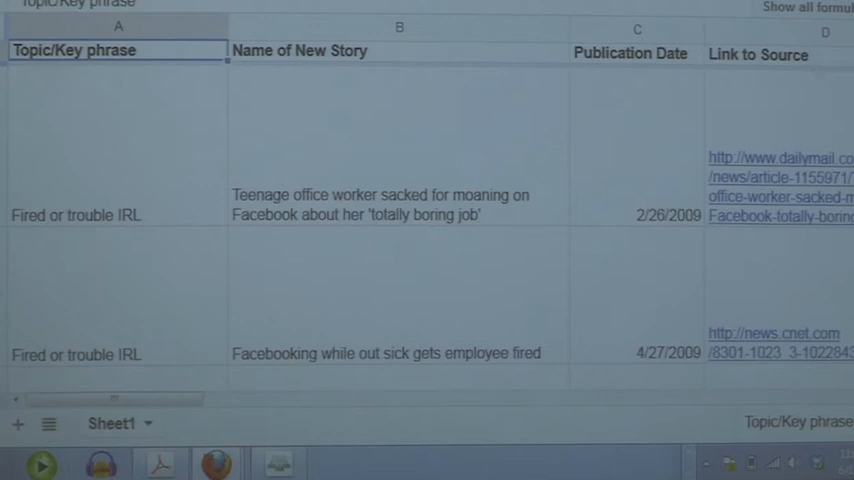 Topic/Key phrase
Show all formul
A
B
C
D
Topic/Key phrase
Name of New Story
Publication Date
Link to Source
Fired or trouble IRL
Teenage office worker sacked for moaning on
Facebook about her 'totally boring job'
2/26/2009
http://www.dailymail.co
/news/article-1155971/
office-worker-sacked-m
Facebook-totally-boring
Fired or trouble IRL
Facebooking while out sick gets employee fired
4/27/2009
http://news.cnet.com
/8301-1023_3-1022843
+
Sheet1
Topic/Key phrase